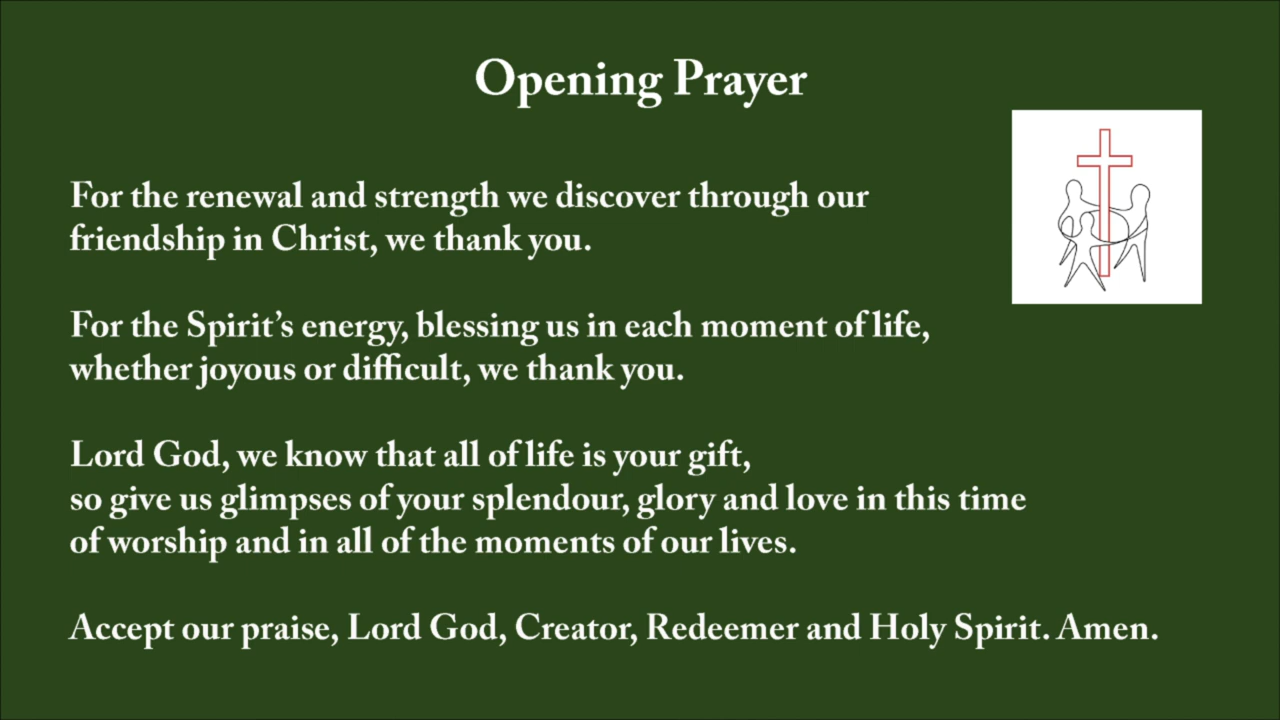 Opening Prayer
For the renewal and strength we discover through our
friendship in Christ, we thank you.
For the Spirit’s energy, blessing us in each moment of life,
whether joyous or difficult, we thank you.
Lord God, we know that all of life is your gift,
so give us glimpses of your splendour, glory and love in this time
of worship and in all of the moments of our lives.
Accept our praise, Lord God, Creator, Redeemer and Holy Spirit. Amen.